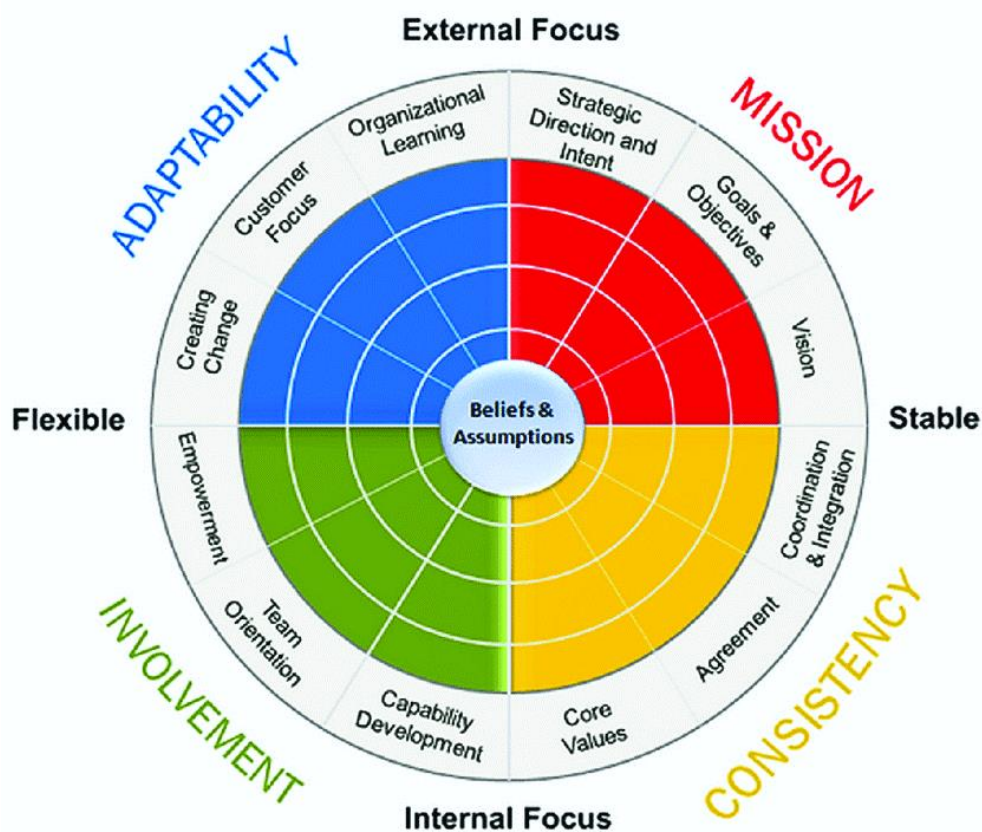 External Focus
ADAPTABILITY
MISSION
Organizational
Learning
Strategic
Direction and
Intent
Customer
Focus
Goals &
Objectives
Creating
Change
Vision
Flexible
Beliefs &
Assumptions
Stable
Empowerment
Coordination
& Integration
Team
Orientation
Agreement
Capability
Development
Core
Values
INVOLVEMENT
CONSISTENCY
Internal Focus